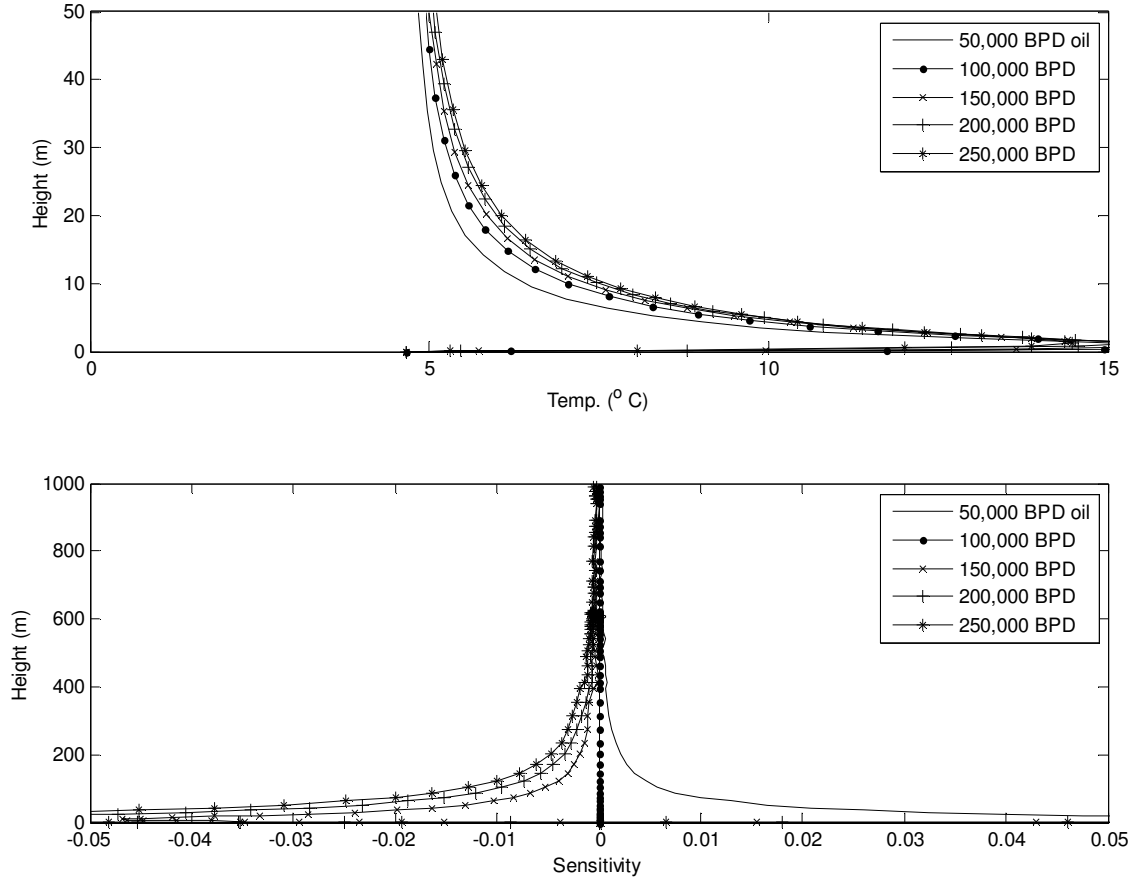 50
40
30
20
10
0
Height (m)
0
5
10
15
Temp. (° C)
50,000 BPD oil
100,000 BPD
150,000 BPD
200,000 BPD
250,000 BPD
1000
800
600
400
200
0
Height (m)
-0.05
-0.04
-0.03
-0.02
-0.01
0
0.01
0.02
0.03
0.04
0.05
Sensitivity
50,000 BPD oil
100,000 BPD
150,000 BPD
200,000 BPD
250,000 BPD